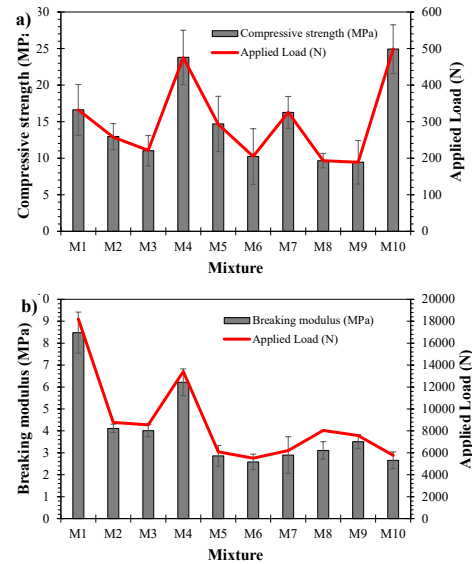 a)
Compressive strength (MPa)
Applied Load (N)
30
25
20
15
10
5
0
600
500
400
300
200
100
0
Compressive strength (MPa)
Applied Load (N)
M1 M2 M3 M4 M5 M6 M7 M8 M9 M10
Mixture
b)
Breaking modulus (MPa)
Applied Load (N)
10
9
8
7
6
5
4
3
2
1
0
20000
18000
16000
14000
12000
10000
8000
6000
4000
2000
0
Breaking modulus (MPa)
Applied Load (N)
M1 M2 M3 M4 M5 M6 M7 M8 M9 M10
Mixture